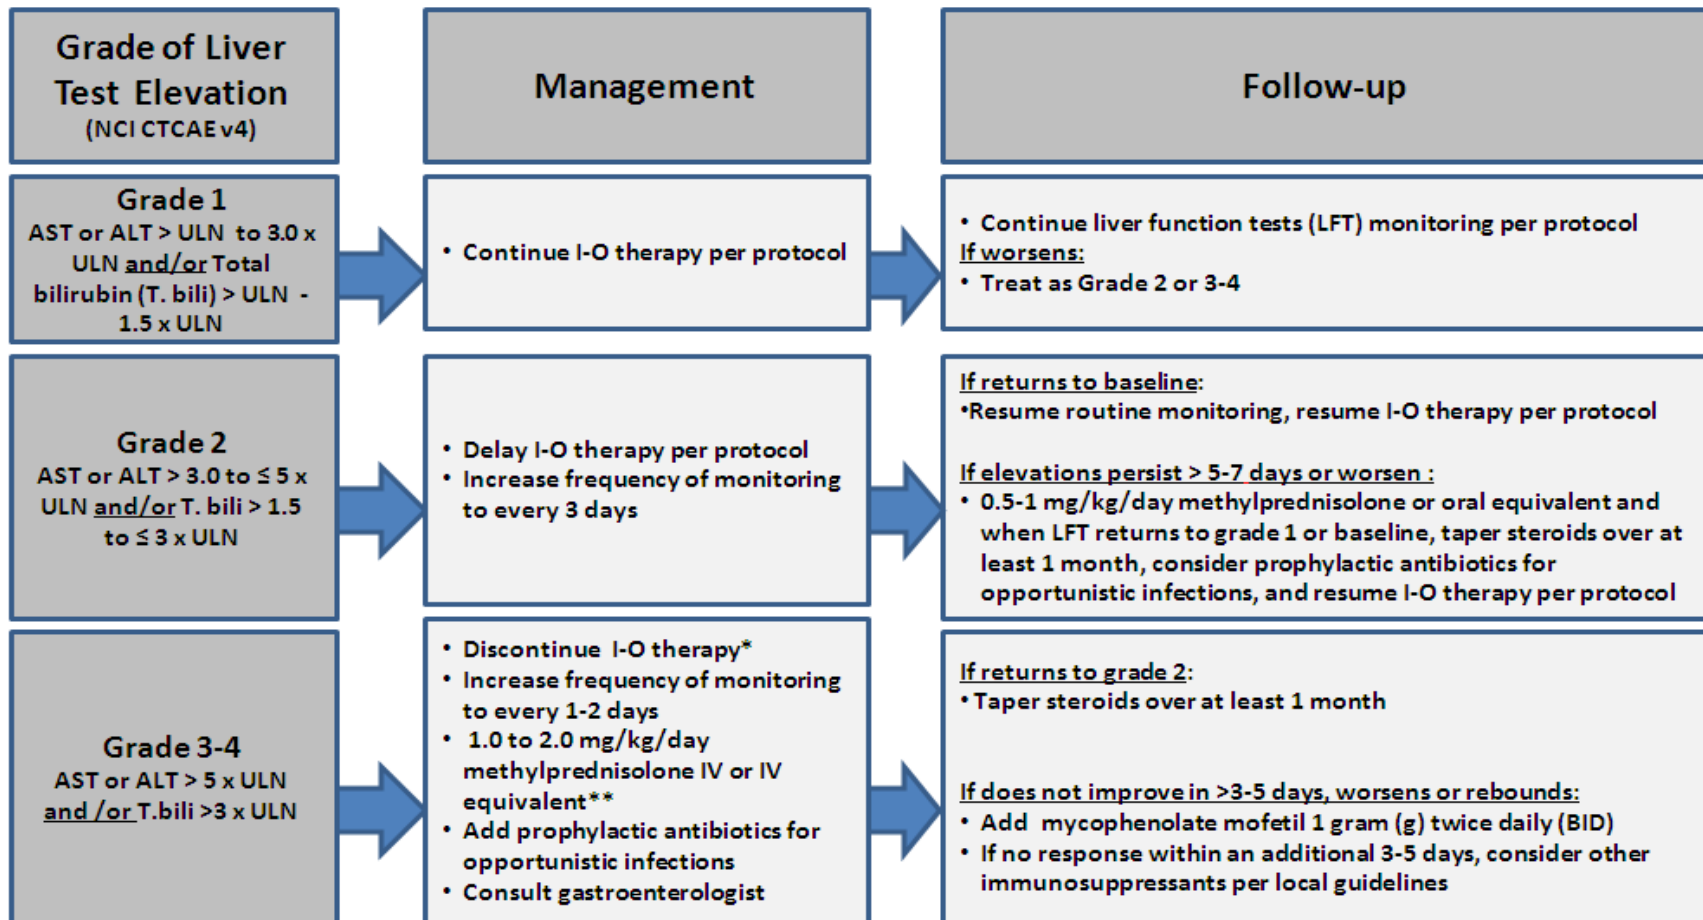 Grade of Liver
Test Elevation
(NCI CTCAE v4)
Management
Follow-up
Grade 1
AST or ALT > ULN to 3.0 x
ULN and/or Total
bilirubin (T. bili) > ULN -
1.5 x ULN
• Continue I-O therapy per protocol
• Continue liver function tests (LFT) monitoring per protocol
If worsens:
• Treat as Grade 2 or 3-4
Grade 2
AST or ALT > 3.0 to ≤ 5 x
ULN and/or T. bili > 1.5
to ≤ 3 x ULN
• Delay I-O therapy per protocol
• Increase frequency of monitoring
to every 3 days
If returns to baseline:
•Resume routine monitoring, resume I-O therapy per protocol
If elevations persist > 5-7 days or worsen :
• 0.5-1 mg/kg/day methylprednisolone or oral equivalent and
when LFT returns to grade 1 or baseline, taper steroids over at
least 1 month, consider prophylactic antibiotics for
opportunistic infections, and resume I-O therapy per protocol
Grade 3-4
AST or ALT > 5 x ULN
and /or T.bili >3 x ULN
• Discontinue I-O therapy*
• Increase frequency of monitoring
to every 1-2 days
• 1.0 to 2.0 mg/kg/day
methylprednisolone IV or IV
equivalent**
• Add prophylactic antibiotics for
opportunistic infections
• Consult gastroenterologist
If returns to grade 2:
• Taper steroids over at least 1 month
If does not improve in >3-5 days, worsens or rebounds:
• Add mycophenolate mofetil 1 gram (g) twice daily (BID)
• If no response within an additional 3-5 days, consider other
immunosuppressants per local guidelines